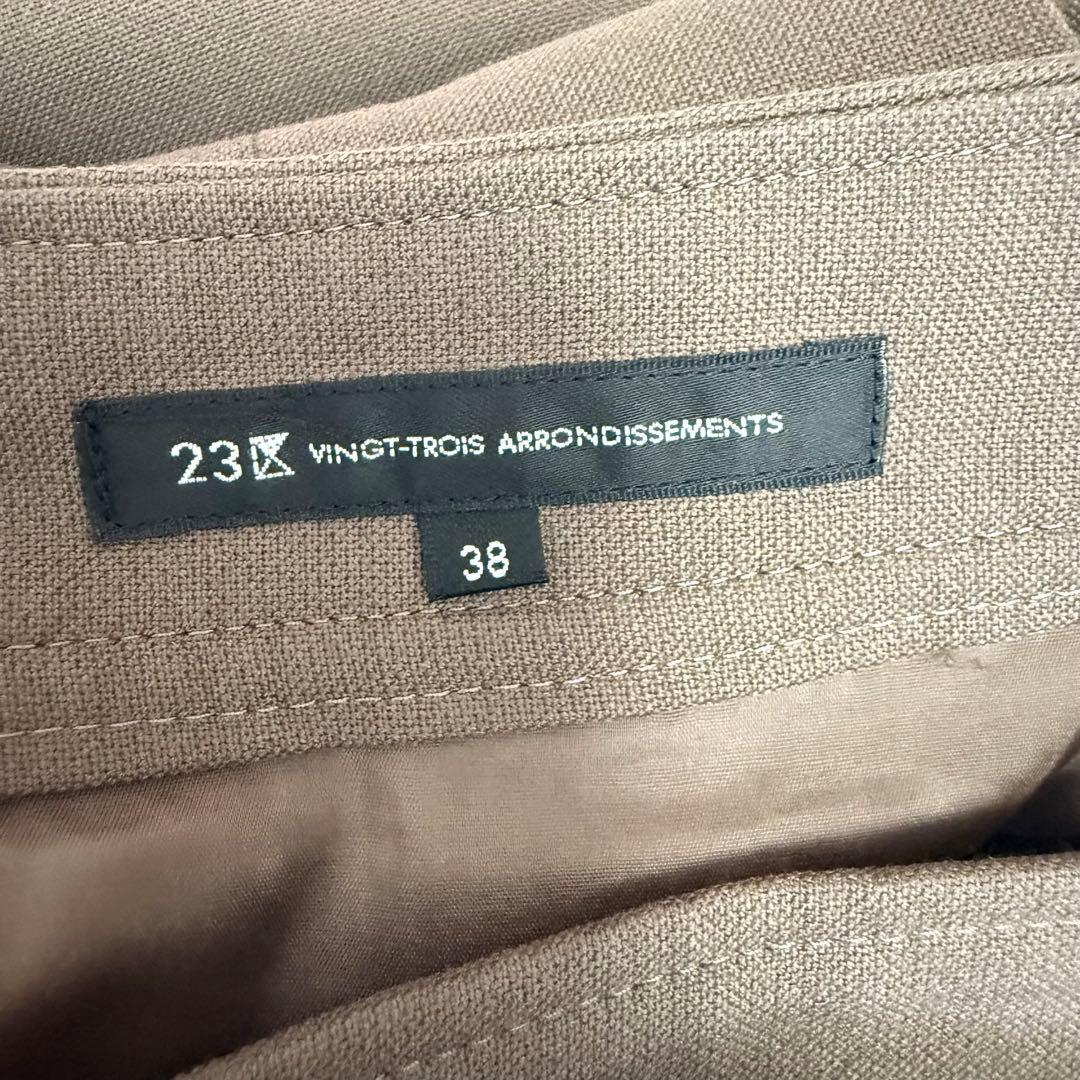 23区 VINGT-TROIS ARRONDISSEMENTS
38